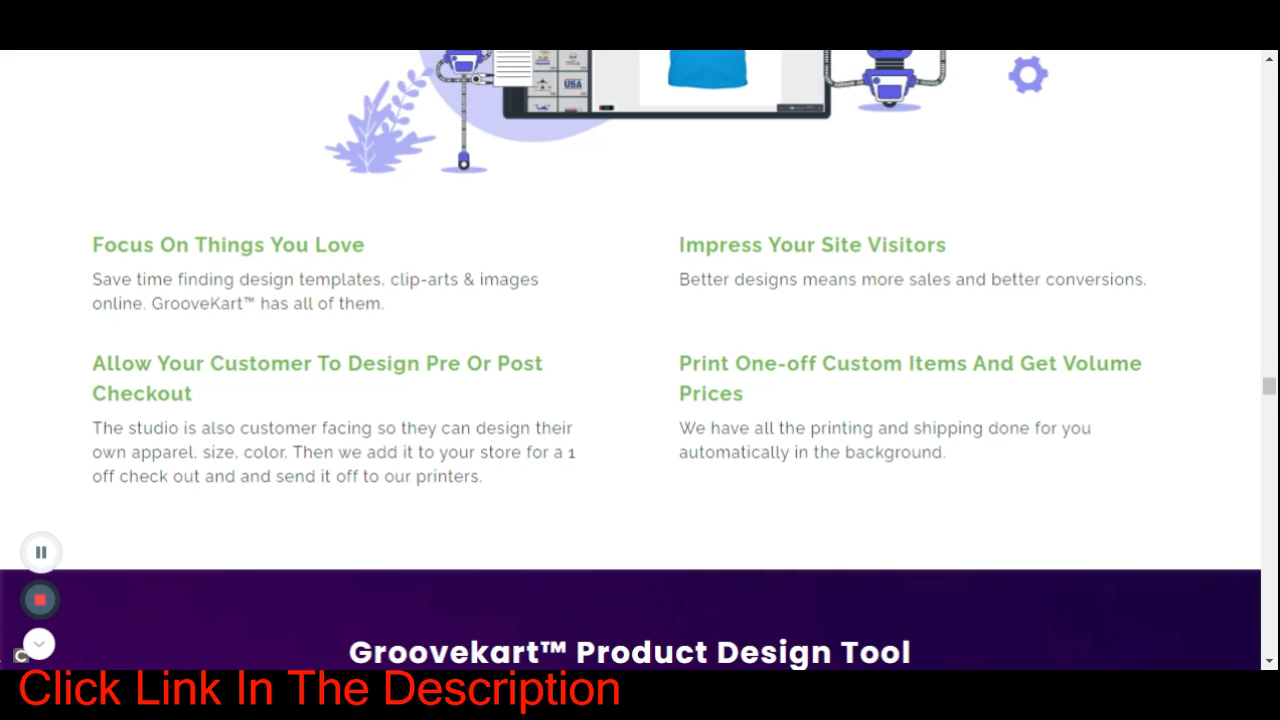 USA
Focus On Things You Love
Save time finding design templates, clip-arts & images
online. GrooveKart™ has all of them.
Impress Your Site Visitors
Better designs means more sales and better conversions.
Allow Your Customer To Design Pre Or Post
Checkout
The studio is also customer facing so they can design their
own apparel, size, color. Then we add it to your store for a 1
off check out and and send it off to our printers.
Print One-off Custom Items And Get Volume
Prices
We have all the printing and shipping done for you
automatically in the background.
Groovekart™ Product Design Tool
Click Link In The Description